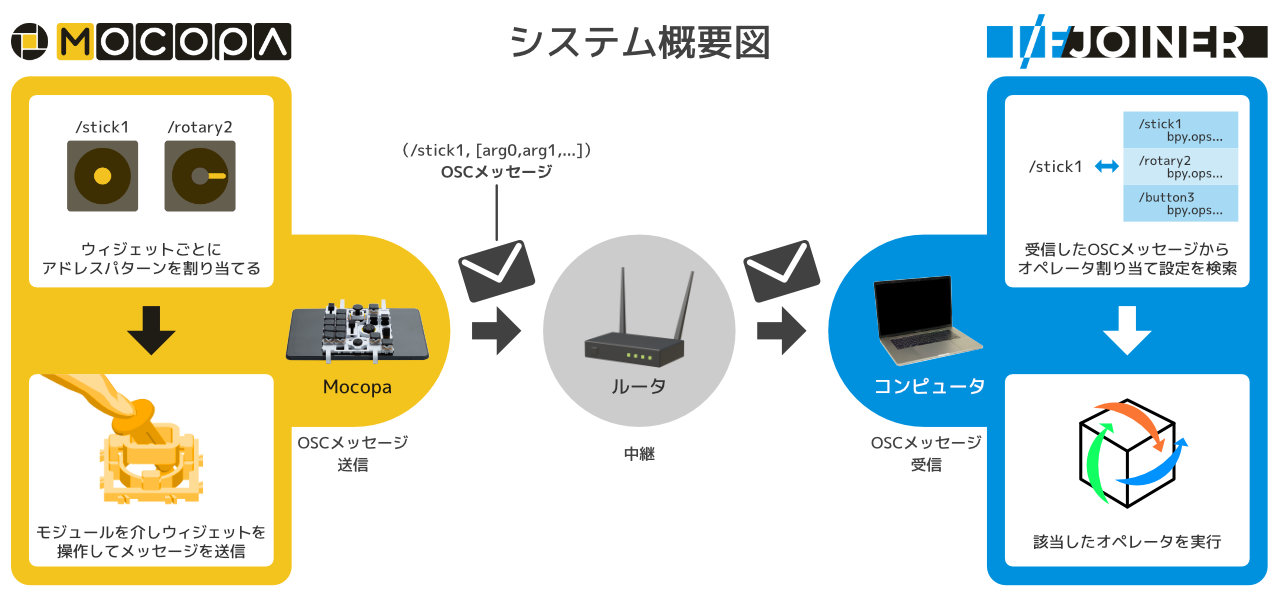 MOCOPA
システム概要図
I/F JOINER
/stick1
/rotary2
ウィジェットごとに
アドレスパターンを割り当てる
モジュールを介しウィジェットを
操作してメッセージを送信
Mocopa
OSCメッセージ
送信
(/stick1, [arg0,arg1,...])
OSCメッセージ
ルータ
中継
コンピュータ
OSCメッセージ
受信
/stick1
/stick1
bpy.ops...
/rotary2
bpy.ops...
/button3
bpy.ops...
受信したOSCメッセージから
オペレータ割り当て設定を検索
該当したオペレータを実行